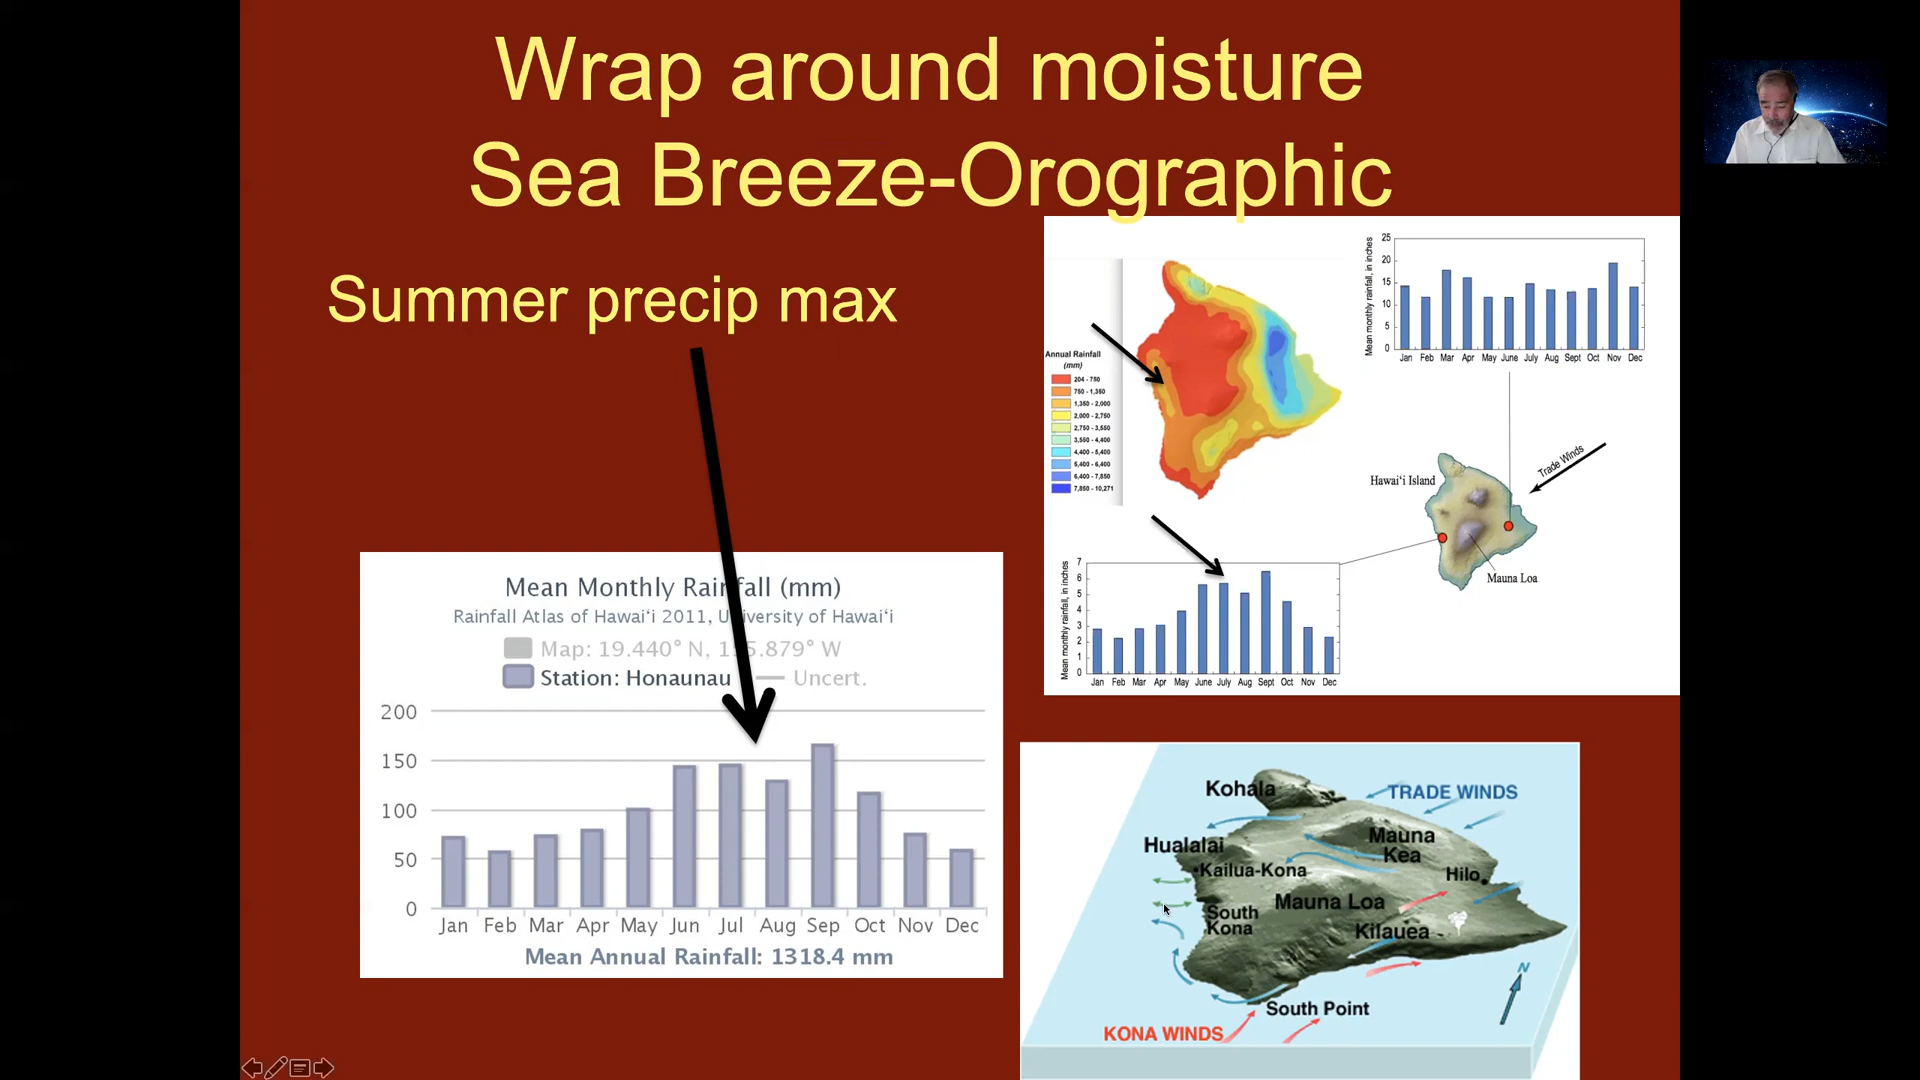 Wrap around moisture
Sea Breeze-Orographic
Summer precip max
Mean Monthly Rainfall (mm)
Rainfall Atlas of Hawai‘i 2011, University of Hawai‘i
Map: 19.440° N, 155.879° W
Station: Honaunau
Uncert.
200
150
100
50
0
Jan Feb Mar Apr May Jun Jul Aug Sep Oct Nov Dec
Mean Annual Rainfall: 1318.4 mm
Annual Rainfall
(mm)
204 - 750
750 - 1,350
1,350 - 2,000
2,000 - 2,750
2,750 - 3,550
3,550 - 4,400
4,400 - 5,400
5,400 - 6,400
6,400 - 7,850
7,850 - 10,271
Mean monthly rainfall, in inches
25
20
15
10
5
0
Jan Feb Mar Apr May June July Aug Sept Oct Nov Dec
Trade Winds
Hawai‘i Island
Mauna Loa
Mean monthly rainfall, in inches
7
6
5
4
3
2
1
0
Jan Feb Mar Apr May June July Aug Sept Oct Nov Dec
Kohala
TRADE WINDS
Hualalai
Mauna
Kea
Kailua-Kona
Hilo
Mauna Loa
South
Kona
Kilauea
N
South Point
KONA WINDS